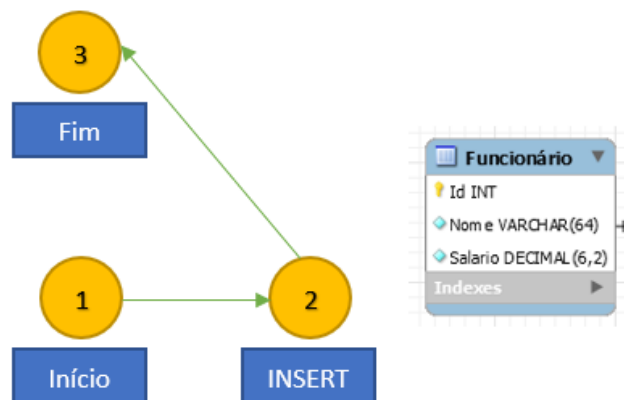 3
Fim
1
Início
2
INSERT
Funcionário
Id INT
Nome VARCHAR(64)
Salario DECIMAL(6,2)
Indexes